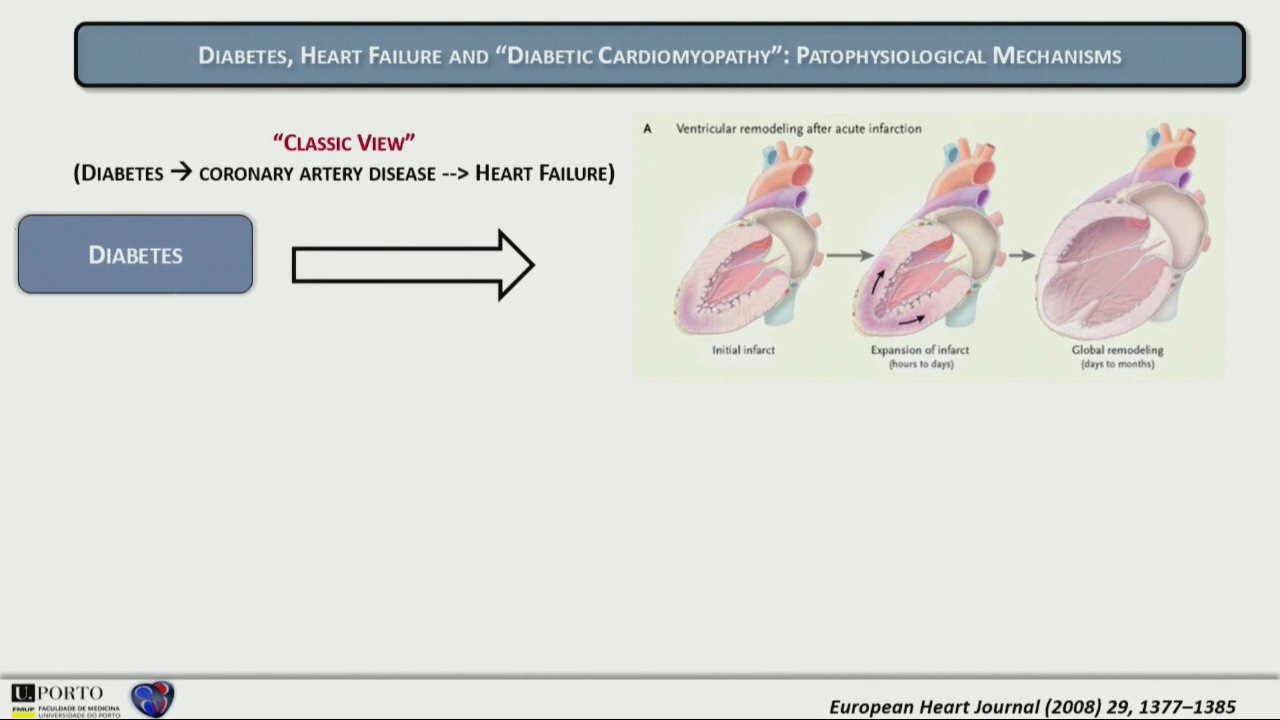 DIABETES, HEART FAILURE AND “DIABETIC CARDIOMYOPATHY”: PATOPHYSIOLOGICAL MECHANISMS
“CLASSIC VIEW”
(DIABETES → CORONARY ARTERY DISEASE --> HEART FAILURE)
DIABETES
A Ventricular remodeling after acute infarction
Initial infarct
Expansion of infarct
(hours to days)
Global remodeling
(days to months)
U. PORTO
FMUP FACULDADE DE MEDICINA
UNIVERSIDADE DO PORTO
European Heart Journal (2008) 29, 1377–1385